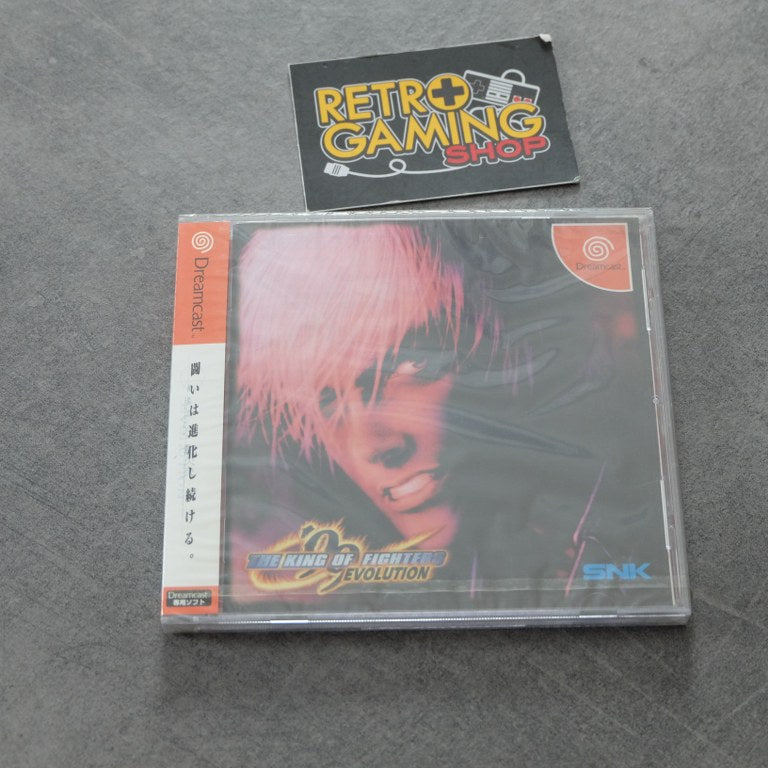 RETRO
GAMING
SHOP
Dreamcast
闘いは進化し続ける。
Dreamcast
専用ソフト
Dreamcast
'99
THE KING OF FIGHTERS
EVOLUTION
SNK